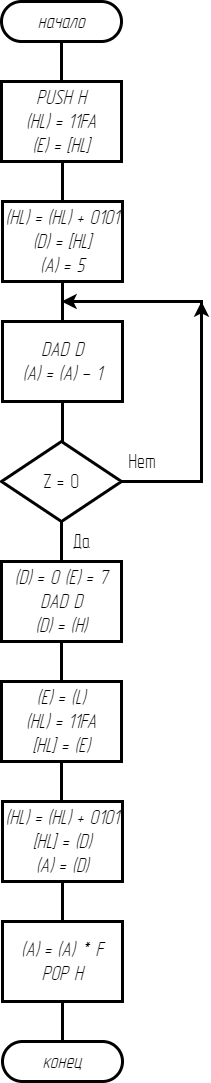 начало
PUSH H
(HL) = 11FA
(E) = [HL]
(HL) = (HL) + 0101
(D) = [HL]
(A) = 5
DAD D
(A) = (A) – 1
Z = 0
Нет
Да
(D) = 0 (E) = 7
DAD D
(D) = (H)
(E) = (L)
(HL) = 11FA
[HL] = (E)
(HL) = (HL) + 0101
[HL] = (D)
(A) = (D)
(A) = (A) * F
POP H
конец